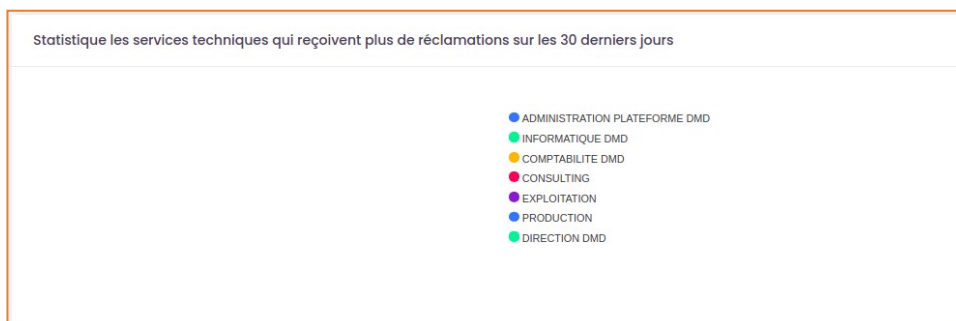 Statistique les services techniques qui reçoivent plus de réclamations sur les 30 derniers jours
ADMINISTRATION PLATEFORME DMD
INFORMATIQUE DMD
COMPTABILITE DMD
CONSULTING
EXPLOITATION
PRODUCTION
DIRECTION DMD